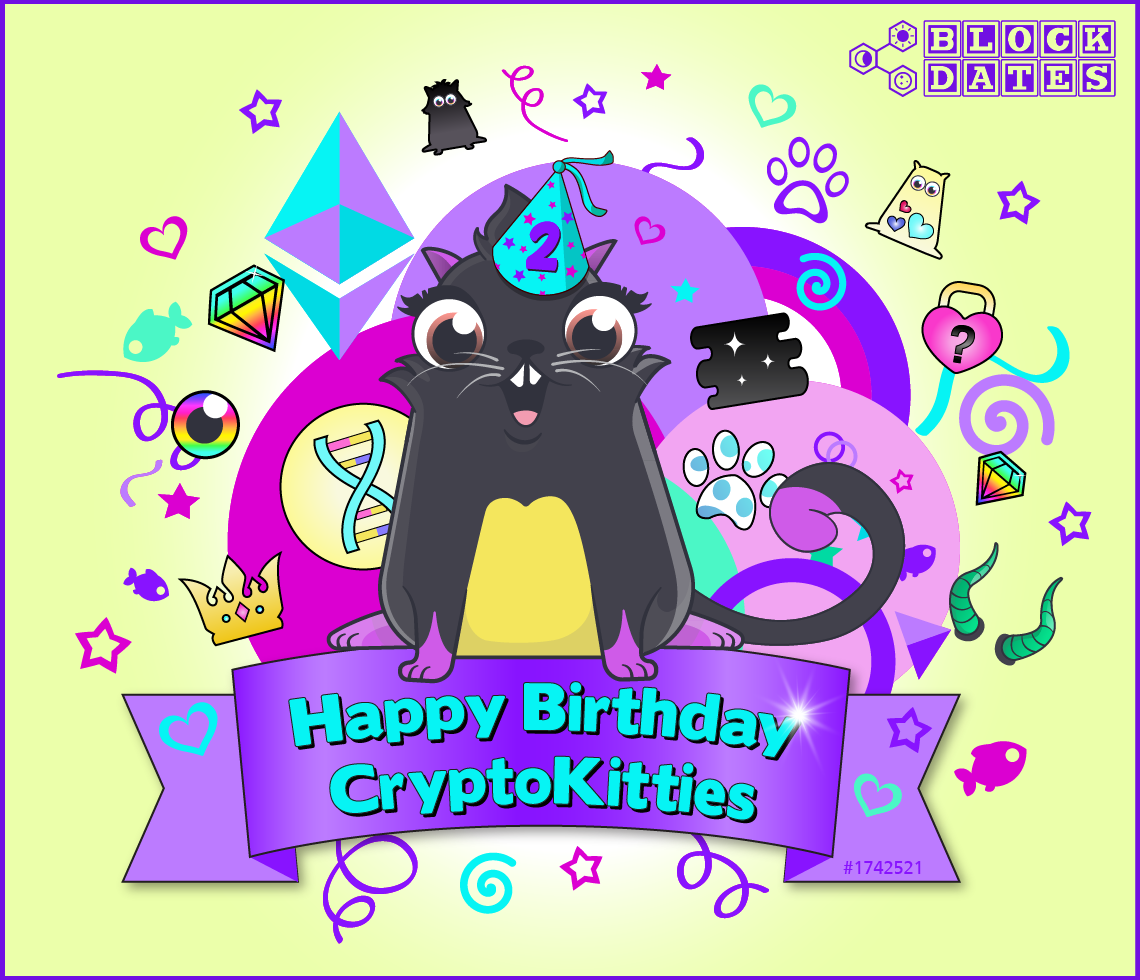 BLOCK
DATES
2
?
Happy Birthday
CryptoKitties
#1742521